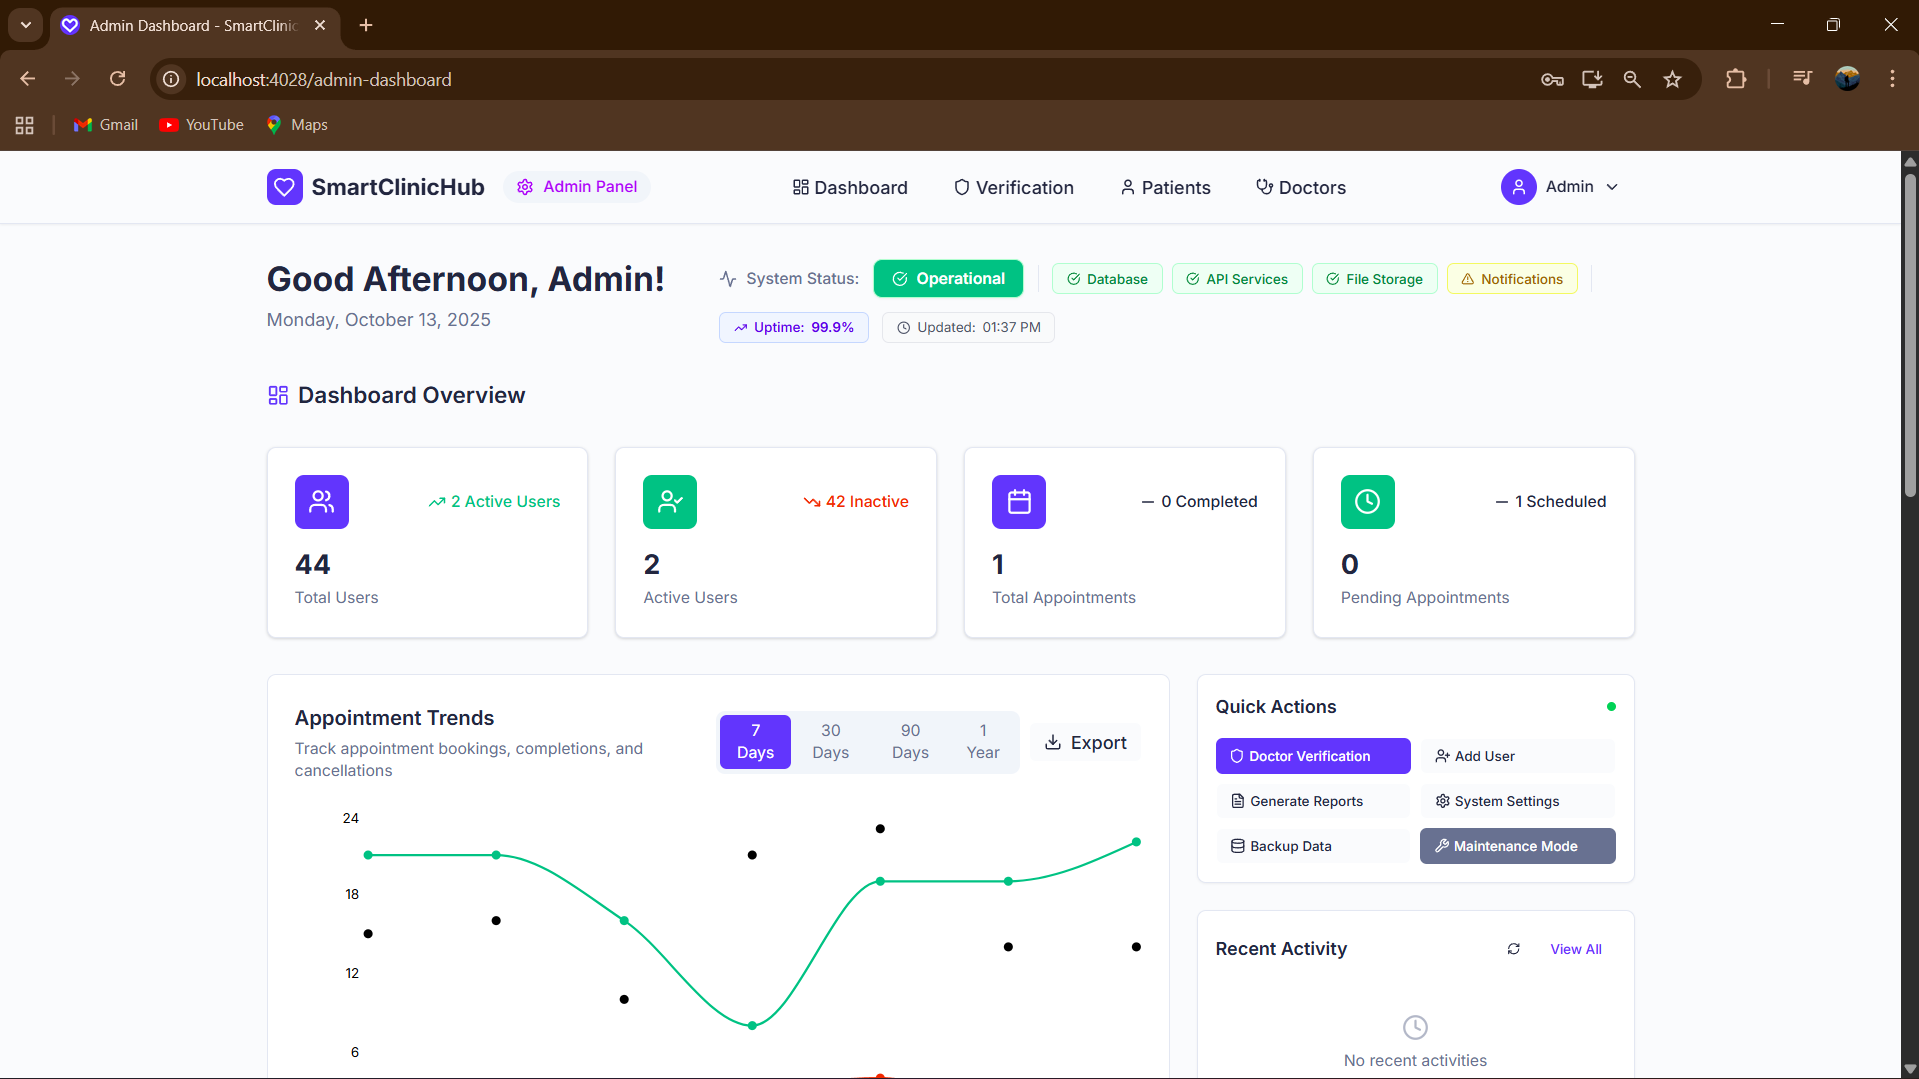 Admin Dashboard - SmartClinic
localhost:4028/admin-dashboard
Gmail YouTube Maps
SmartClinicHub Admin Panel Dashboard Verification Patients Doctors Admin
Good Afternoon, Admin!
Monday, October 13, 2025
System Status: Operational Database API Services File Storage Notifications
Uptime: 99.9% Updated: 01:37 PM
Dashboard Overview
2 Active Users
44
Total Users
42 Inactive
2
Active Users
0 Completed
1
Total Appointments
1 Scheduled
0
Pending Appointments
Appointment Trends
Track appointment bookings, completions, and
cancellations
7 Days
30 Days
90 Days
1 Year
Export
24
18
12
6
Quick Actions
Doctor Verification Add User
Generate Reports System Settings
Backup Data Maintenance Mode
Recent Activity View All
No recent activities